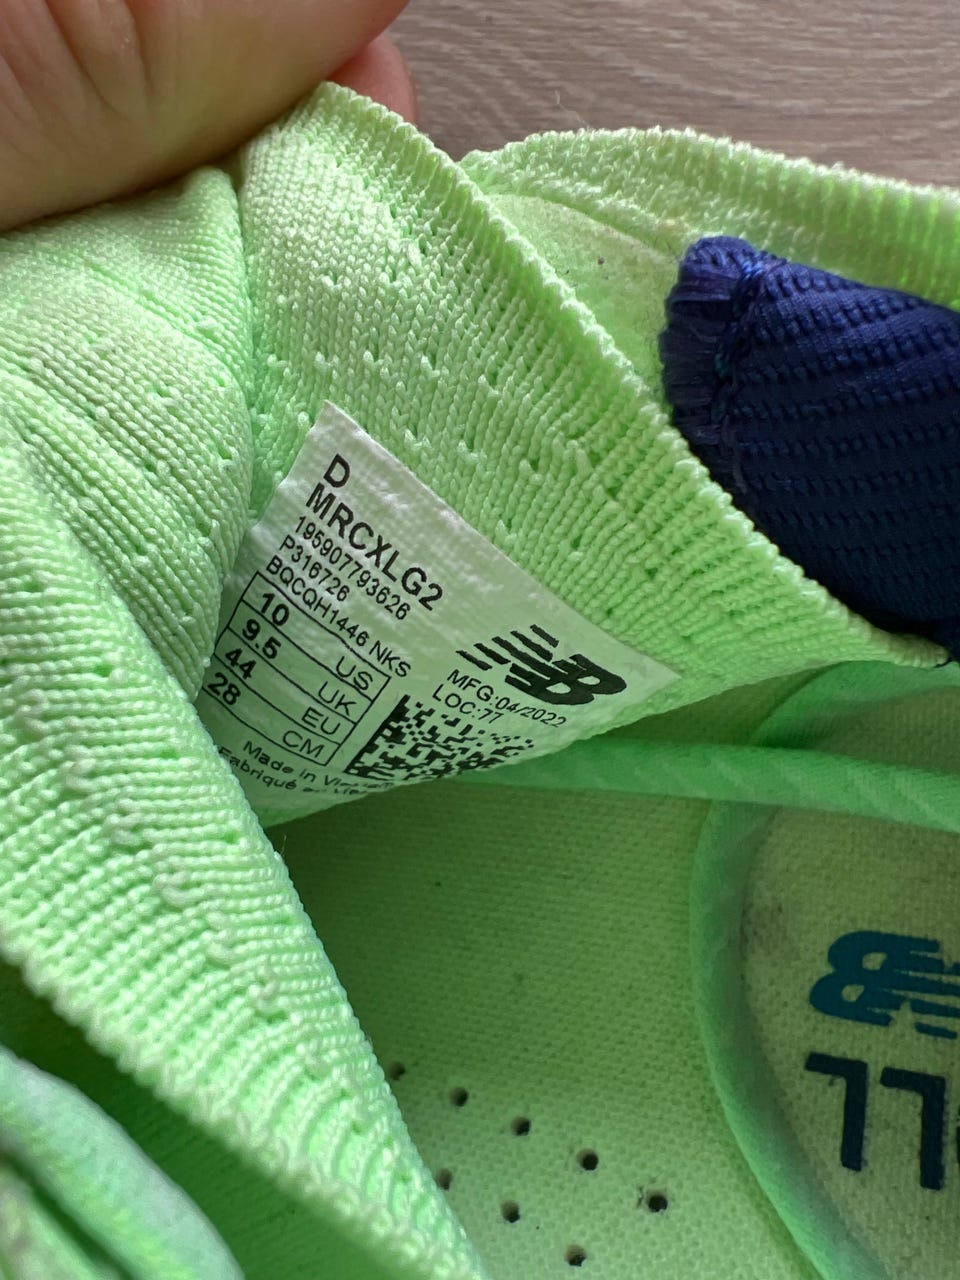 D
MRCXLG2
195907793626
P316726
BQCQH1446 NKS
10 US
9.5 UK
44 EU
28 CM
NB
MFG:04/2022
LOC:77
Made in
Fabriqué